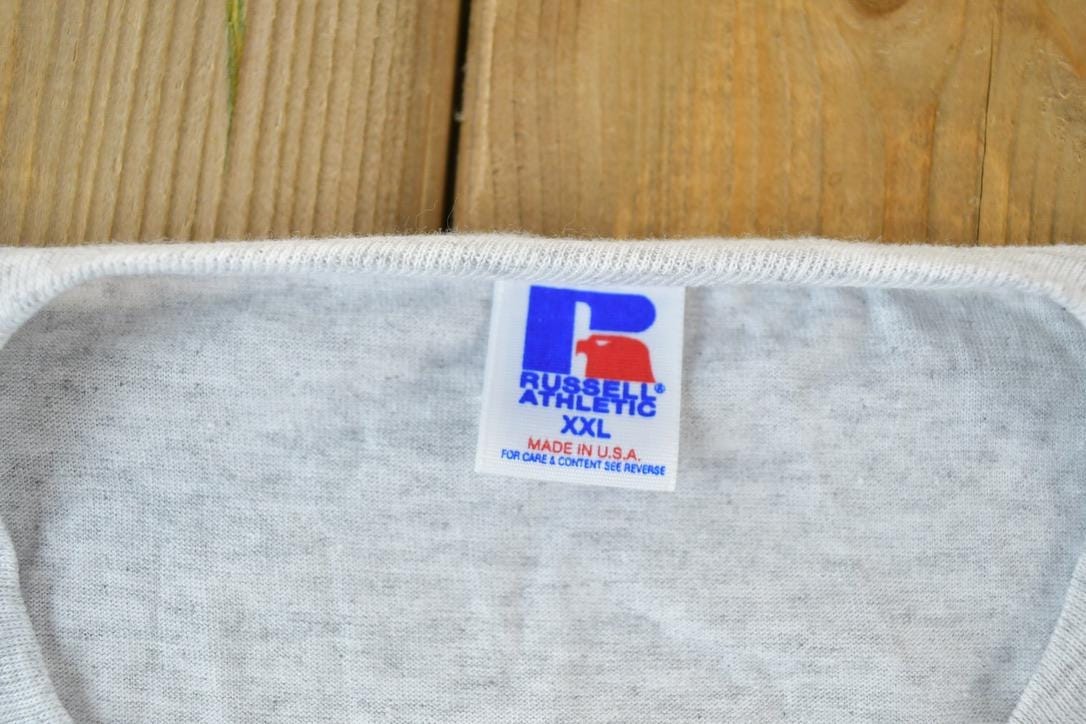 RUSSELL®
ATHLETIC
XXL
MADE IN U.S.A.
FOR CARE & CONTENT SEE REVERSE